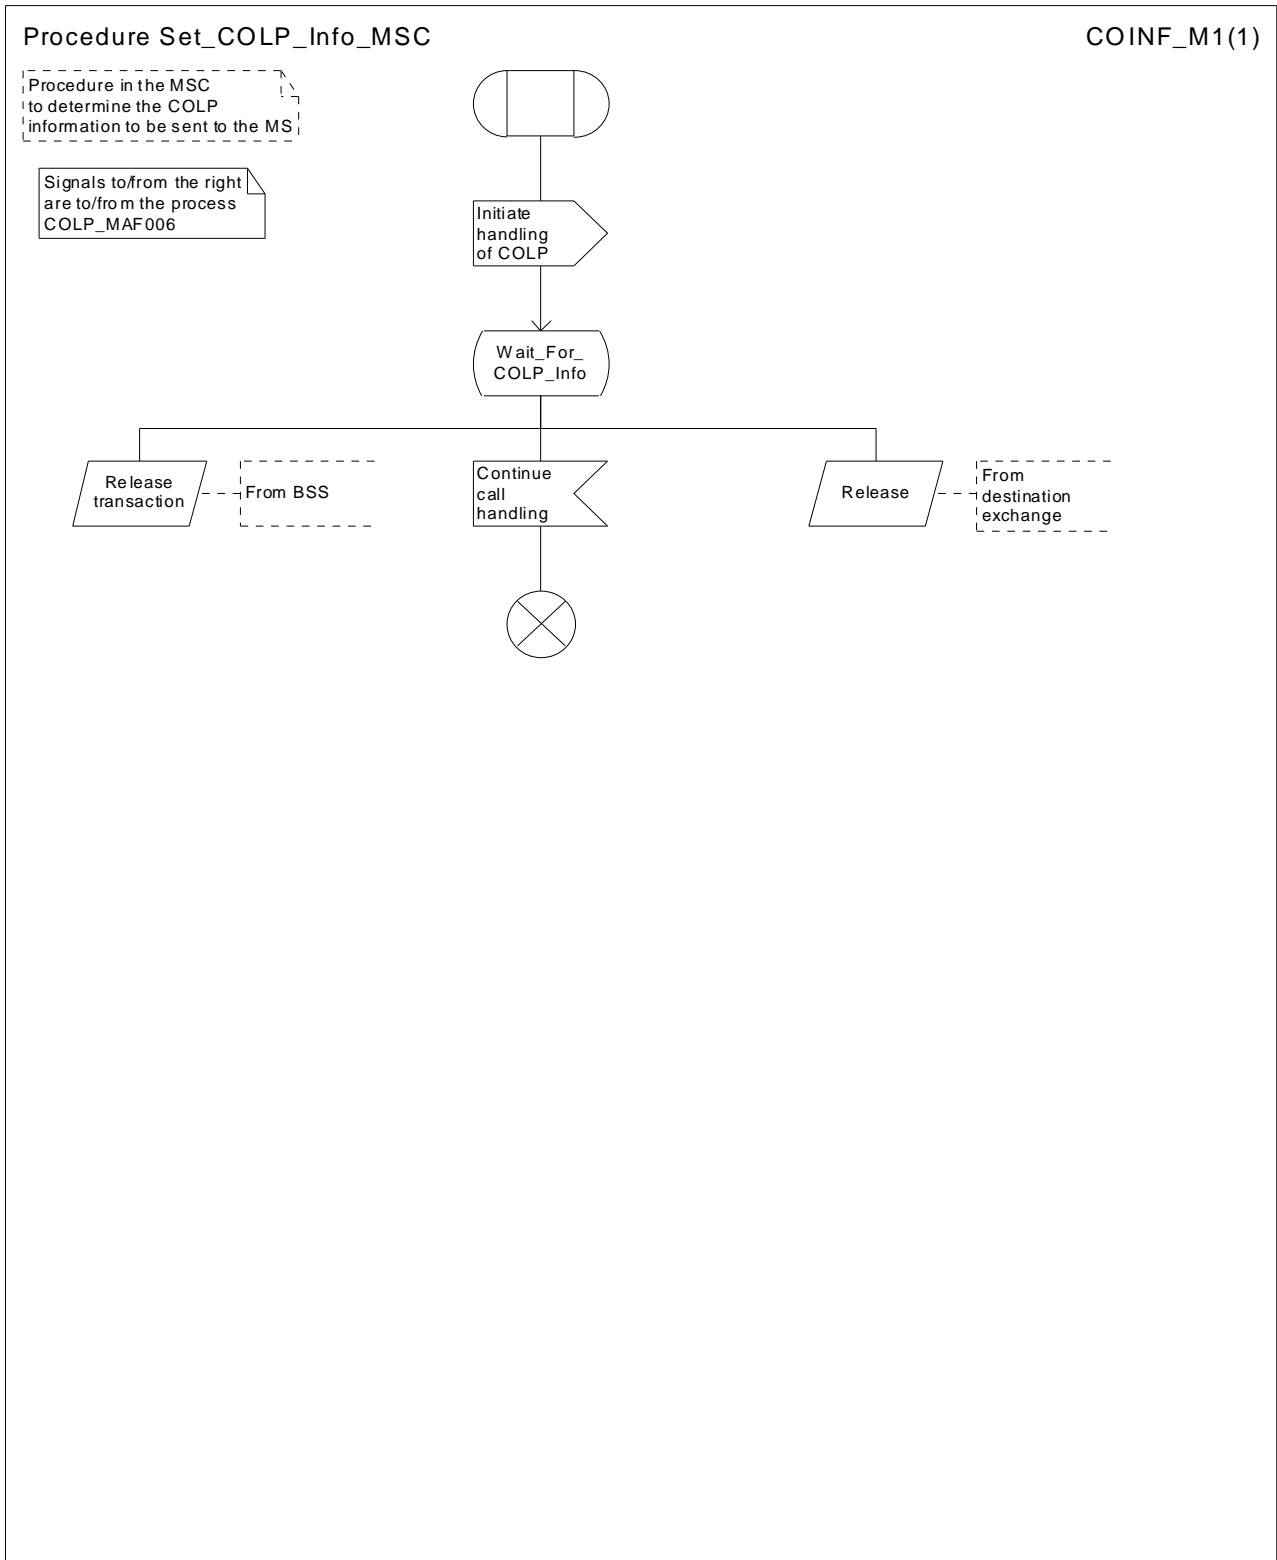 Procedure Set_COLP_Info_MSC
COINF_M1(1)
Procedure in the MSC
to determine the COLP
information to be sent to the MS
Signals to/from the right
are to/from the process
COLP_MAF006
Initiate
handling
of COLP
Wait_For_
COLP_Info
Release
transaction
From BSS
Continue
call
handling
Release
From
destination
exchange